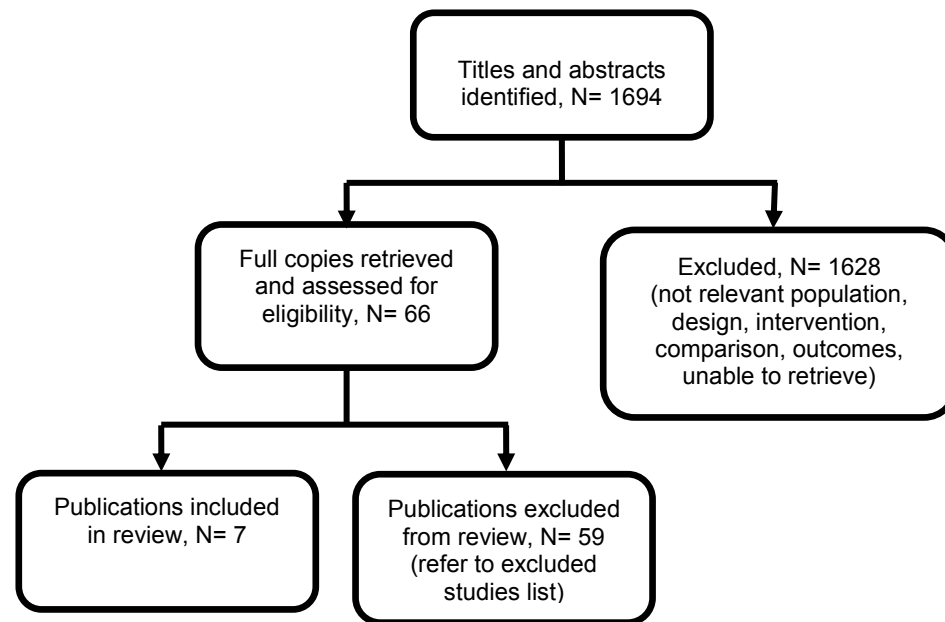 Titles and abstracts
identified, N= 1694
Full copies retrieved
and assessed for
eligibility, N= 66
Excluded, N= 1628
(not relevant population,
design, intervention,
comparison, outcomes,
unable to retrieve)
Publications included
in review, N= 7
Publications excluded
from review, N= 59
(refer to excluded
studies list)